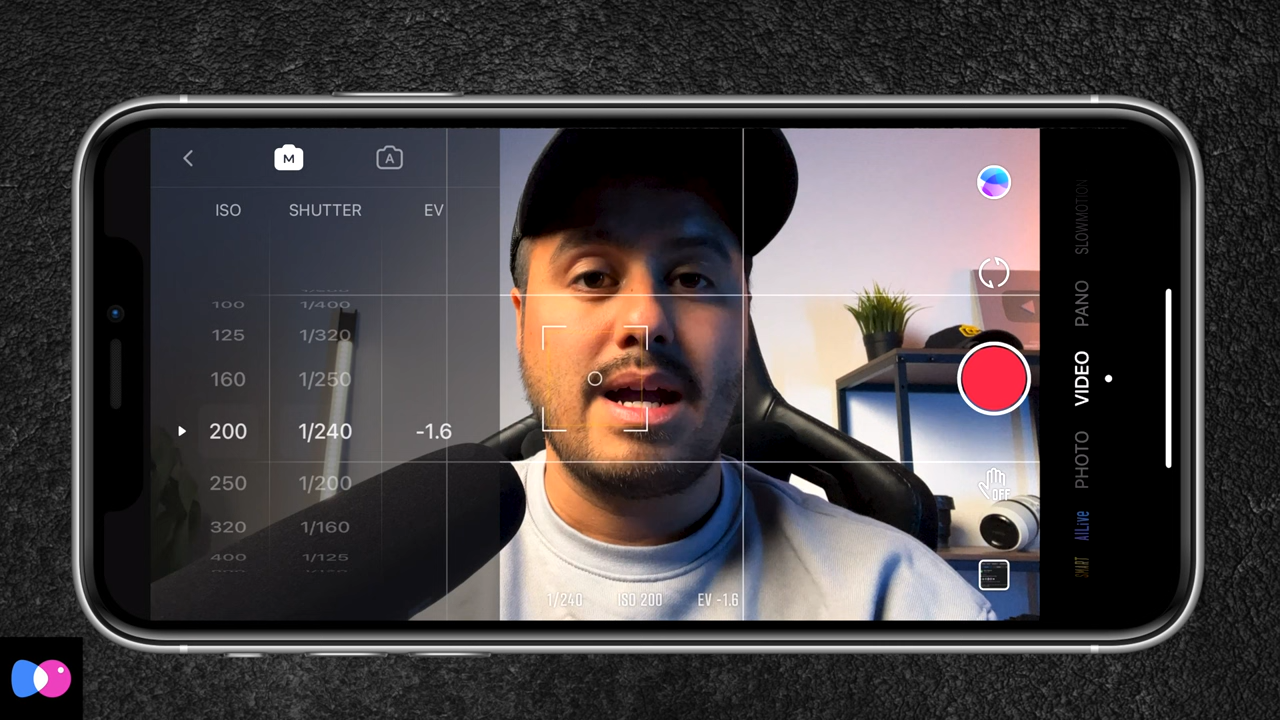 M
A
ISO SHUTTER EV
100 1/400
125 1/320
160 1/250
200 1/240 -1.6
250 1/200
320 1/160
400 1/125
1/240 ISO 200 EV -1.6
OFF
SLOWMOTION
PANO
VIDEO
PHOTO
AILive
SMART